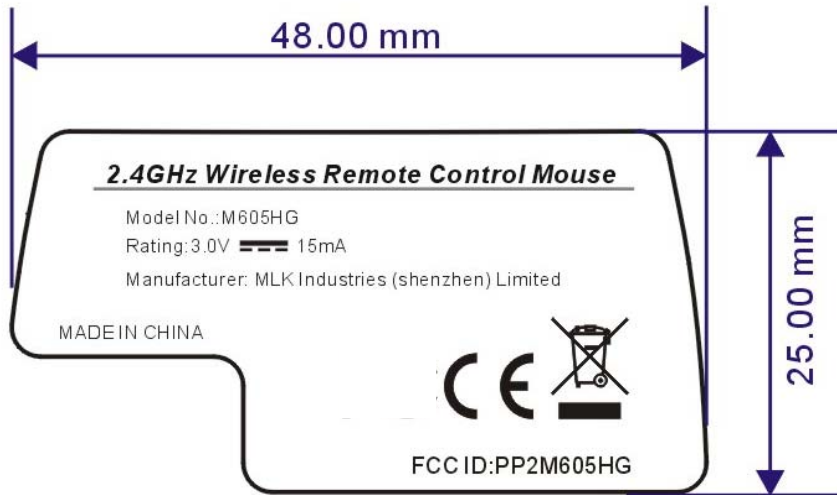 48.00 mm
2.4GHz Wireless Remote Control Mouse
Model No.:M605HG
Rating:3.0V 15mA
Manufacturer: MLK Industries (shenzhen) Limited
MADE IN CHINA
25.00 mm
CE
FCC ID:PP2M605HG